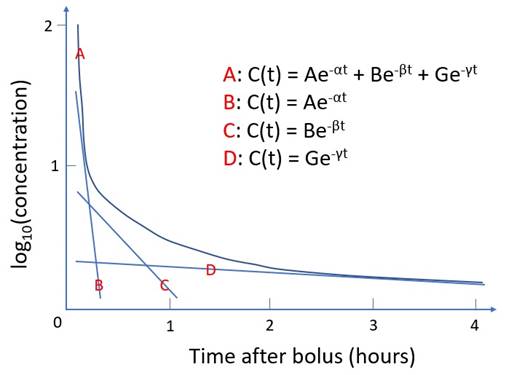 2
A
A: C(t) = Ae-αt + Be-βt + Ge-γt
B: C(t) = Ae-αt
C: C(t) = Be-βt
D: C(t) = Ge-γt
1
log10(concentration)
D
B
C
0
1
2
3
4
Time after bolus (hours)